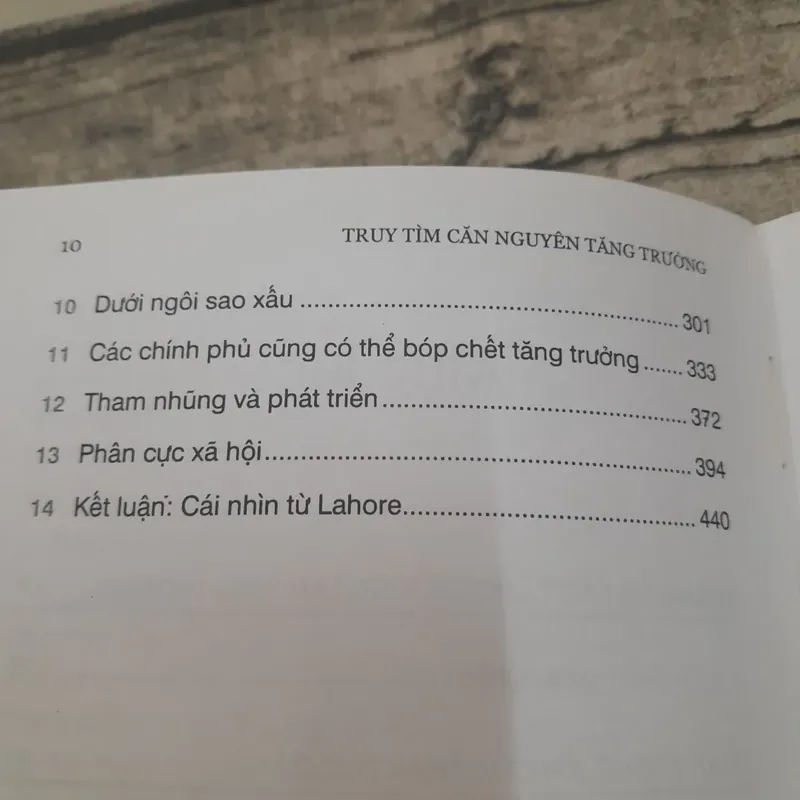 10 TRUY TÌM CĂN NGUYÊN TĂNG TRƯỞNG
10 Dưới ngôi sao xấu 301
11 Các chính phủ cũng có thể bóp chết tăng trưởng 333
12 Tham nhũng và phát triển 372
13 Phân cực xã hội 394
14 Kết luận: Cái nhìn từ Lahore 440